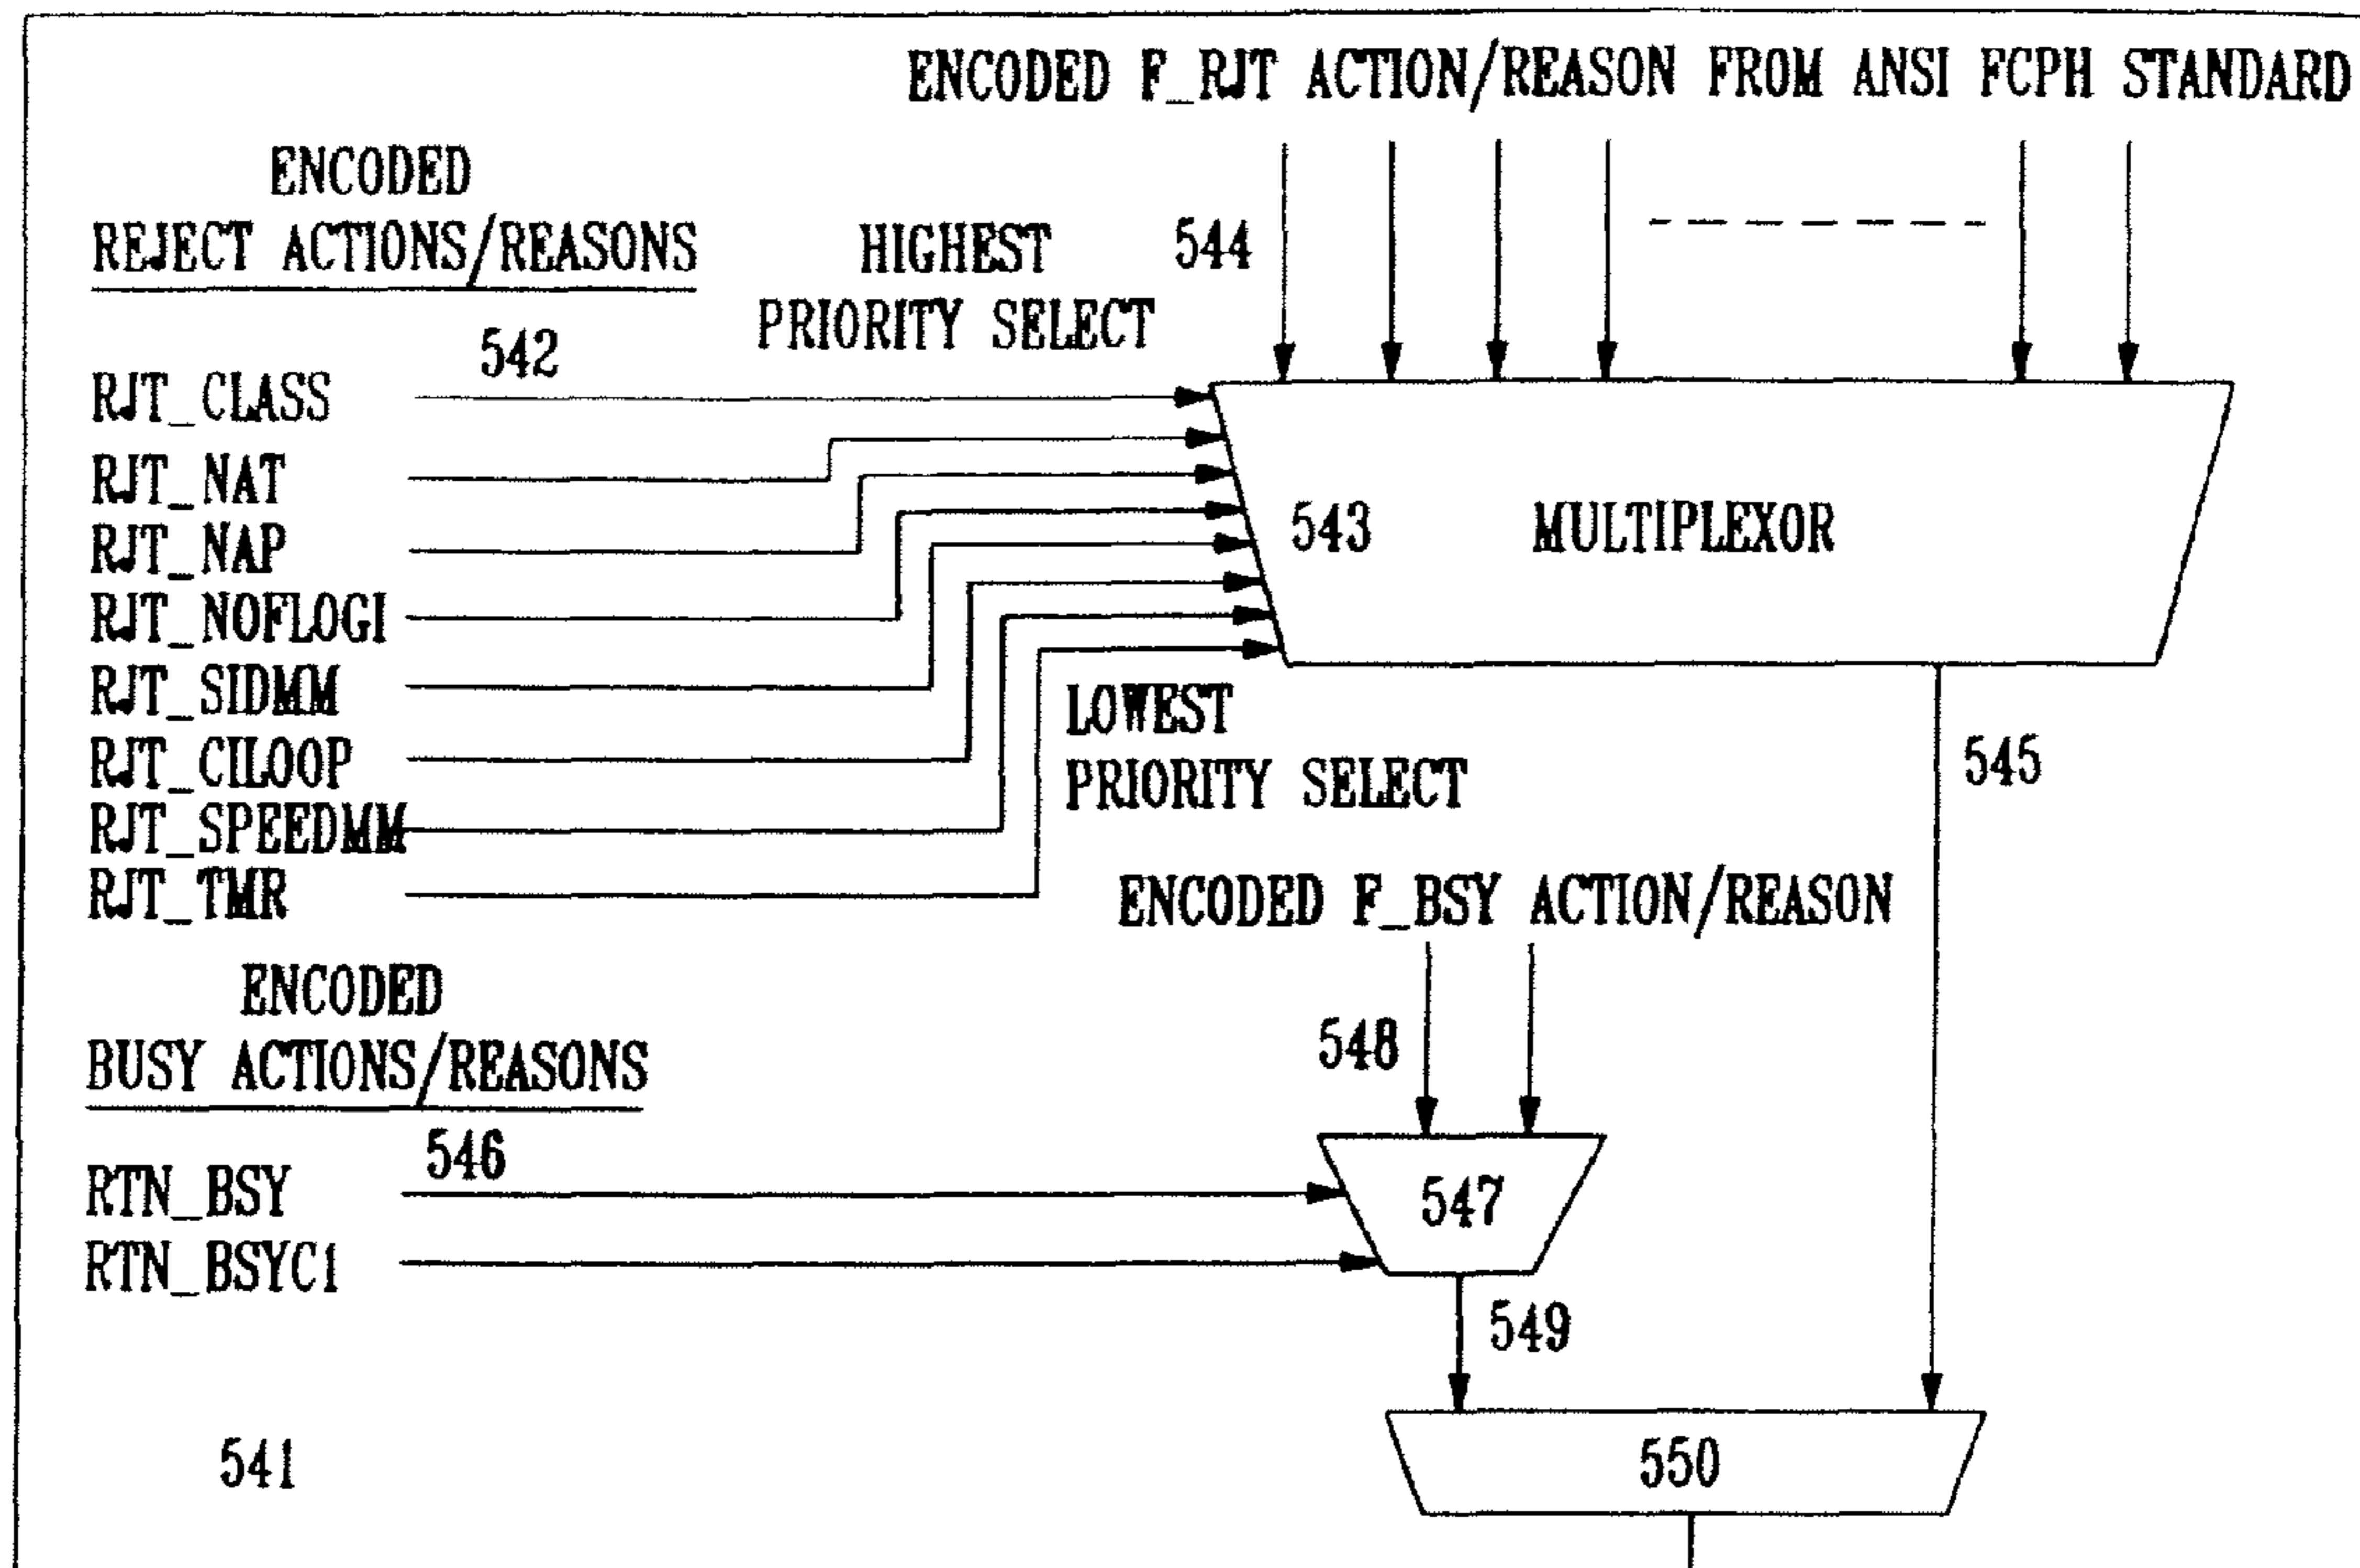 ENCODED F_RJT ACTION/REASON FROM ANSI FCPH STANDARD
ENCODED
REJECT ACTIONS/REASONS
HIGHEST
PRIORITY SELECT
544
542
RJT_CLASS
RJT_NAT
RJT_NAP
RJT_NOFLOGI
RJT_SIDMM
RJT_CILOOP
RJT_SPEEDMM
RJT_TMR
543 MULTIPLEXOR
LOWEST
PRIORITY SELECT
545
ENCODED F_BSY ACTION/REASON
ENCODED
BUSY ACTIONS/REASONS
548
546
RTN_BSY
RTN_BSYC1
547
549
541
550